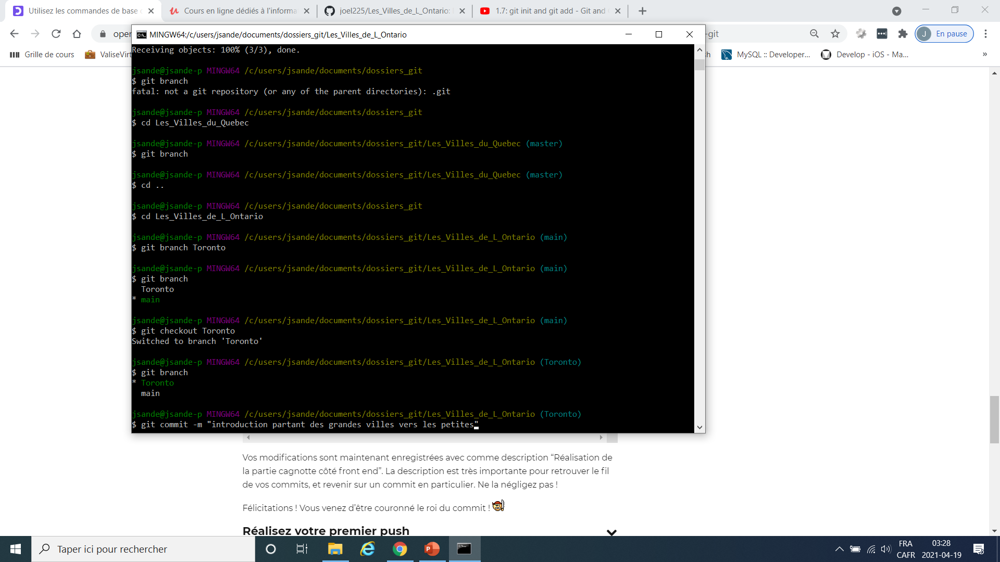 Utilisez les commandes de base
Cours en ligne dédiés à l'informa
joel225/Les_Villes_de_L_Ontario:
1.7: git init and git add - Git and
oper
-git
J En pause
Grille de cours
ValiseVirt
MySQL :: Developer...
Develop - iOS - Ma...
»
MINGW64:/c/users/jsande/documents/dossiers_git/Les_Villes_de_L_Ontario
Receiving objects: 100% (3/3), done.
jsande@jsande-p MINGW64 /c/users/jsande/documents/dossiers_git
$ git branch
fatal: not a git repository (or any of the parent directories): .git
jsande@jsande-p MINGW64 /c/users/jsande/documents/dossiers_git
$ cd Les_Villes_du_Quebec
jsande@jsande-p MINGW64 /c/users/jsande/documents/dossiers_git/Les_Villes_du_Quebec (master)
$ git branch
jsande@jsande-p MINGW64 /c/users/jsande/documents/dossiers_git/Les_Villes_du_Quebec (master)
$ cd ..
jsande@jsande-p MINGW64 /c/users/jsande/documents/dossiers_git
$ cd Les_Villes_de_L_Ontario
jsande@jsande-p MINGW64 /c/users/jsande/documents/dossiers_git/Les_Villes_de_L_Ontario (main)
$ git branch Toronto
jsande@jsande-p MINGW64 /c/users/jsande/documents/dossiers_git/Les_Villes_de_L_Ontario (main)
$ git branch
Toronto
* main
jsande@jsande-p MINGW64 /c/users/jsande/documents/dossiers_git/Les_Villes_de_L_Ontario (main)
$ git checkout Toronto
Switched to branch 'Toronto'
jsande@jsande-p MINGW64 /c/users/jsande/documents/dossiers_git/Les_Villes_de_L_Ontario (Toronto)
$ git branch
* Toronto
main
jsande@jsande-p MINGW64 /c/users/jsande/documents/dossiers_git/Les_Villes_de_L_Ontario (Toronto)
$ git commit -m "introduction partant des grandes villes vers les petites"
Vos modifications sont maintenant enregistrées avec comme description “Réalisation de
la partie cagnotte côté front end”. La description est très importante pour retrouver le fil
de vos commits, et revenir sur un commit en particulier. Ne la négligez pas !
Félicitations ! Vous venez d’être couronné le roi du commit !
Réalisez votre premier push
Taper ici pour rechercher
FRA
CAFR
03:28
2021-04-19